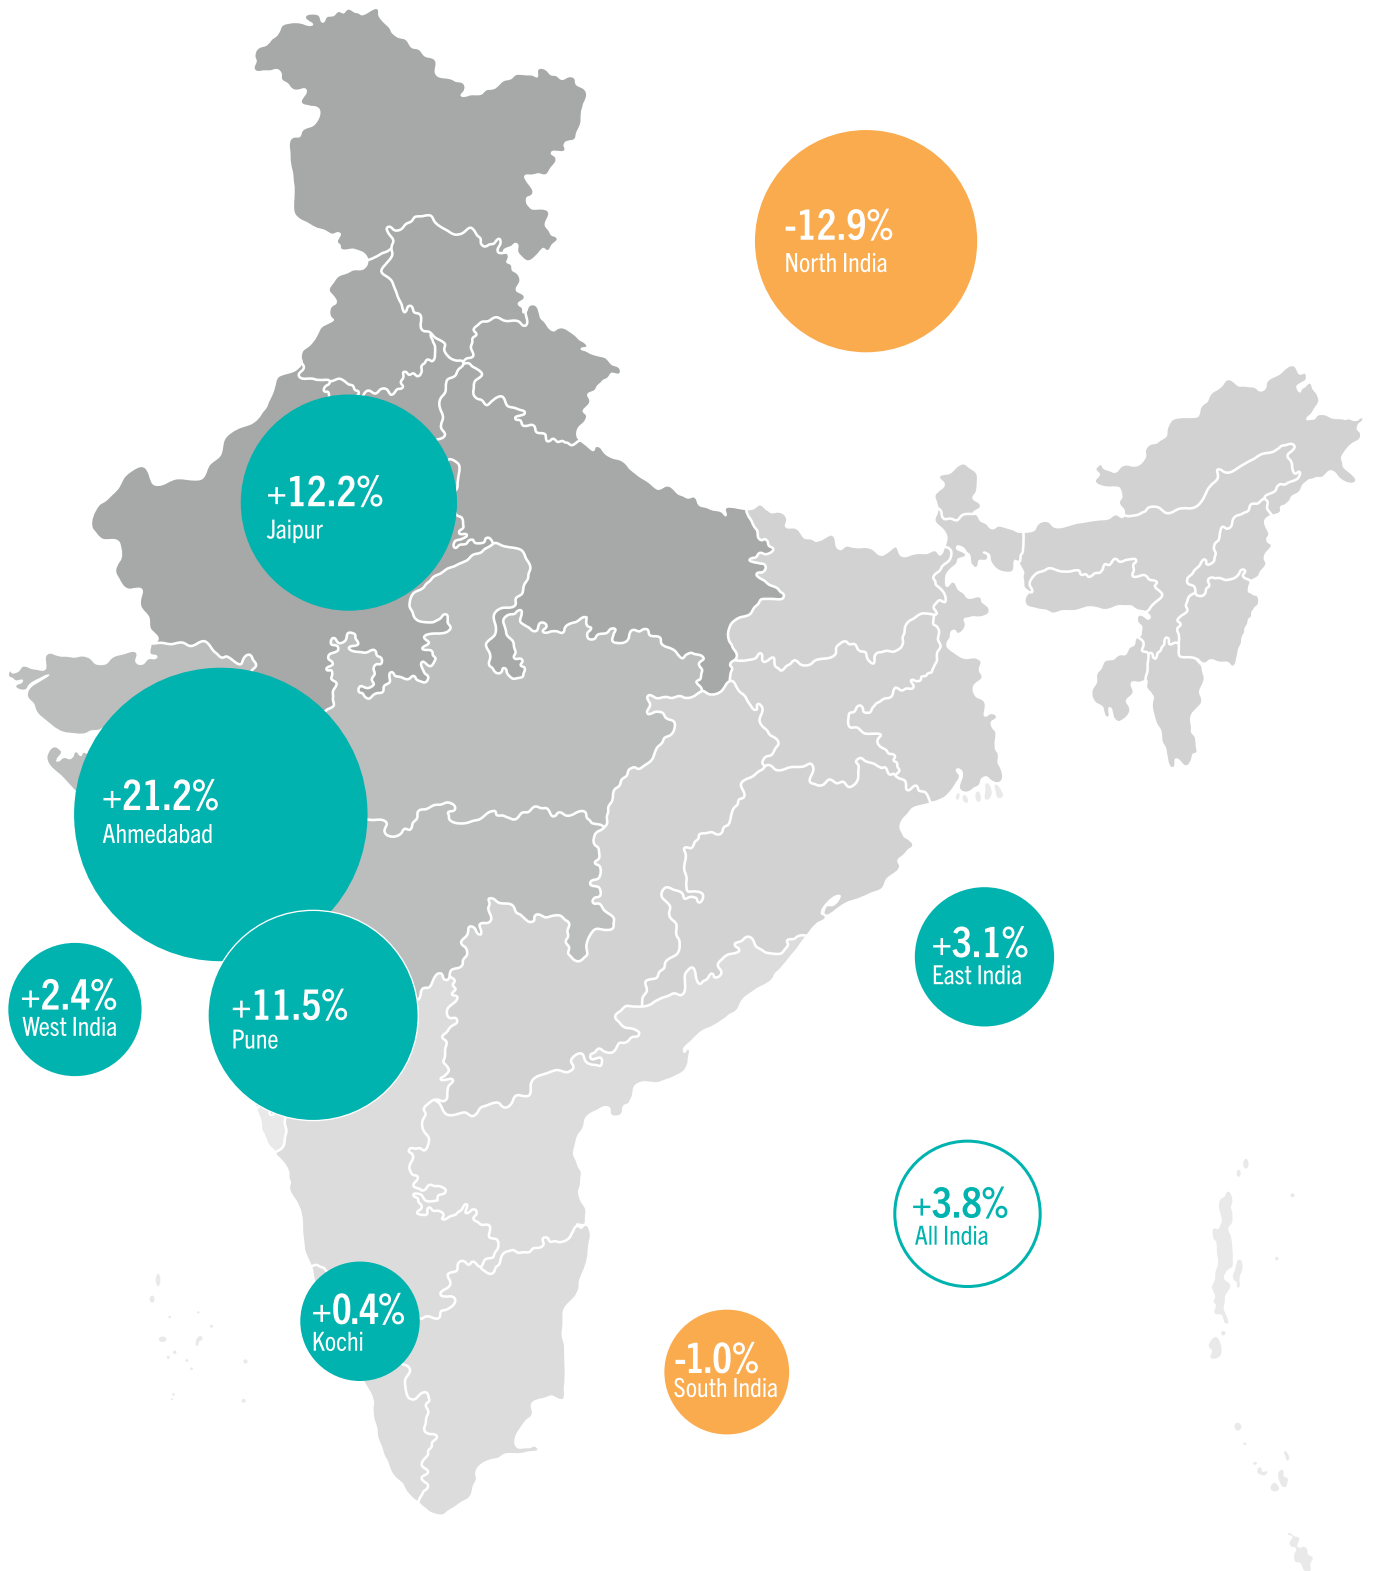 -12.9%
North India
+12.2%
Jaipur
+21.2%
Ahmedabad
+3.1%
East India
+2.4%
West India
+11.5%
Pune
+3.8%
All India
+0.4%
Kochi
-1.0%
South India